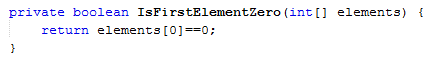 private boolean IsFirstElementZero(int[] elements) {
    return elements[0]==0;
}